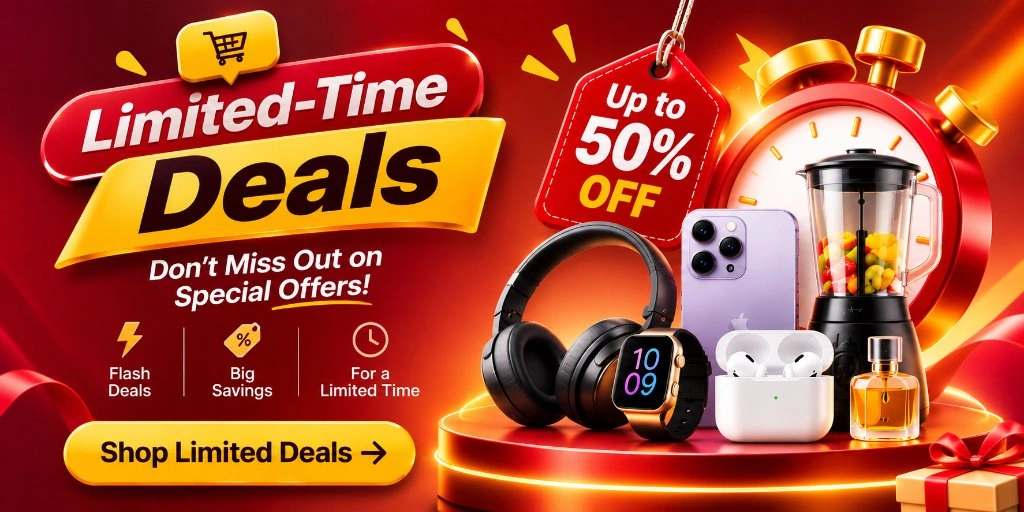 Limited-Time
Deals
Don't Miss Out on
Special Offers!
Flash
Deals
%
Big
Savings
For a
Limited Time
Shop Limited Deals →
Up to
50%
OFF
10
09